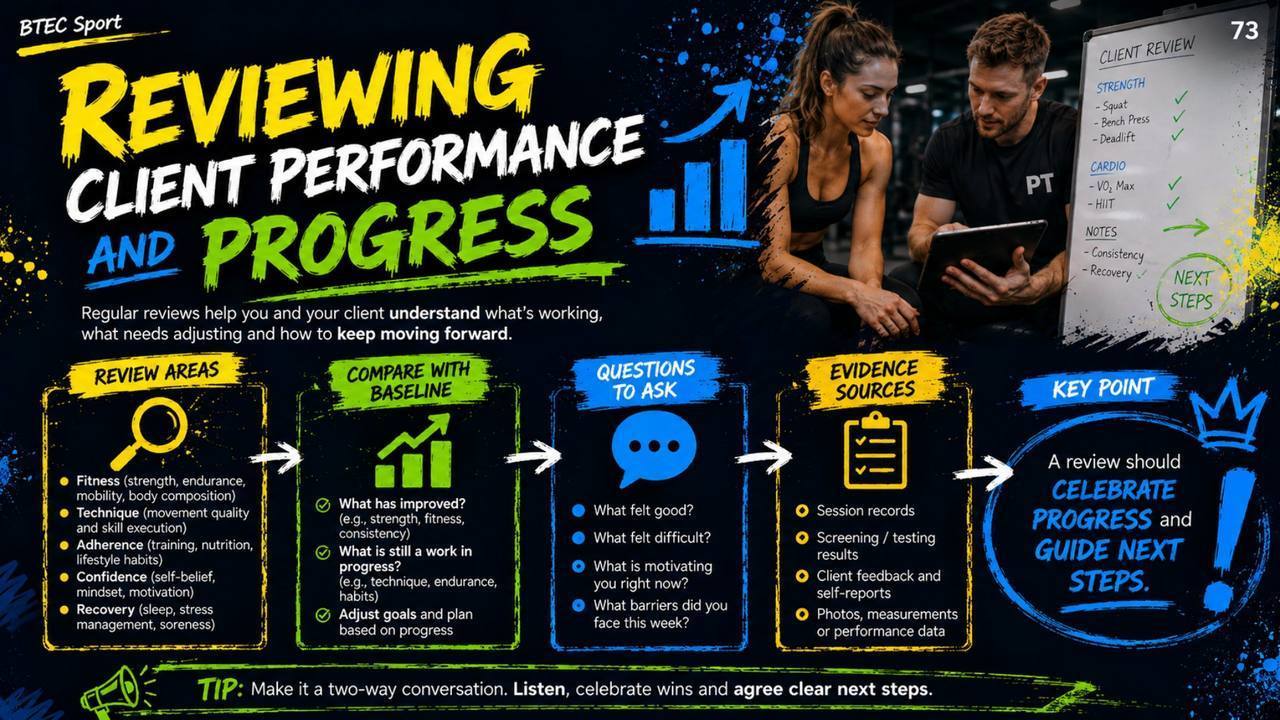 BTEC Sport
73
REVIEWING
CLIENT PERFORMANCE
AND PROGRESS
Regular reviews help you and your client understand what's working,
what needs adjusting and how to keep moving forward.
PT
CLIENT REVIEW
STRENGTH
- Squat
- Bench Press
- Deadlift
CARDIO
- VO₂ Max
- HIIT
NOTES
- Consistency
- Recovery
NEXT
STEPS
REVIEW AREAS
Fitness (strength, endurance,
mobility, body composition)
Technique (movement quality
and skill execution)
Adherence (training, nutrition,
lifestyle habits)
Confidence (self-belief,
mindset, motivation)
Recovery (sleep, stress
management, soreness)
COMPARE WITH
BASELINE
What has improved?
(e.g., strength, fitness,
consistency)
What is still a work in
progress?
(e.g., technique, endurance,
habits)
Adjust goals and plan
based on progress
QUESTIONS
TO ASK
What felt good?
What felt difficult?
What is motivating
you right now?
What barriers did you
face this week?
EVIDENCE
SOURCES
Session records
Screening / testing
results
Client feedback and
self-reports
Photos, measurements
or performance data
KEY POINT
A review should
CELEBRATE
PROGRESS and
GUIDE NEXT
STEPS.
TIP: Make it a two-way conversation. Listen, celebrate wins and agree clear next steps.